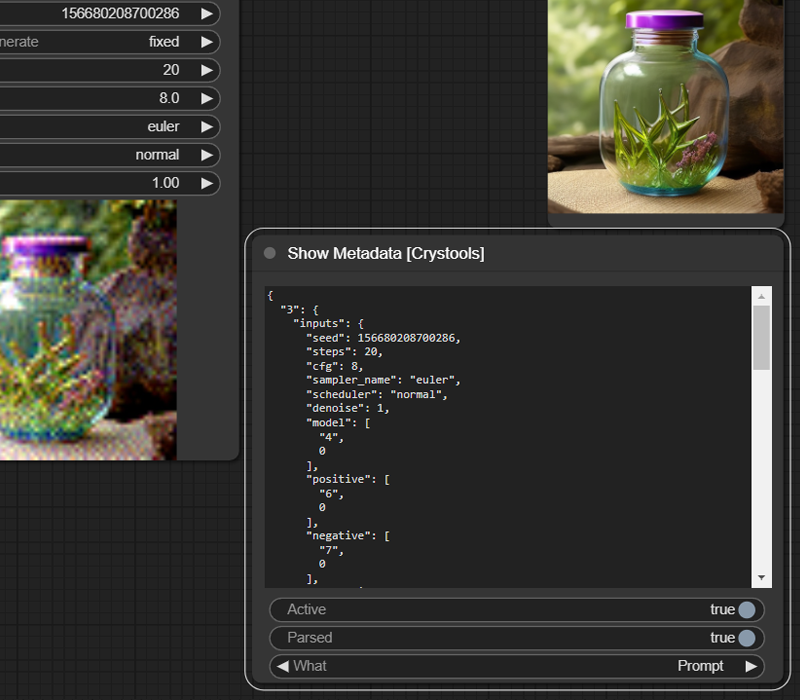 156680208700286
nerate fixed
20
8.0
euler
normal
1.00
Show Metadata [Crystools]
{
"3": {
"inputs": {
"seed": 156680208700286,
"steps": 20,
"cfg": 8,
"sampler_name": "euler",
"scheduler": "normal",
"denoise": 1,
"model": [
"4",
0
],
"positive": [
"6",
0
],
"negative": [
"7",
0
],
Active true
Parsed true
What Prompt